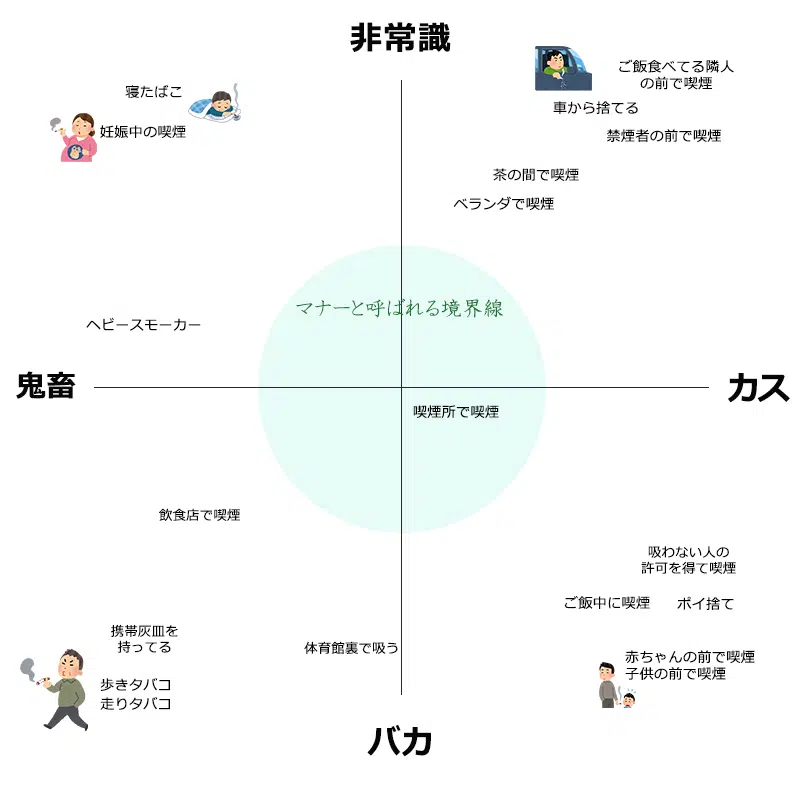 非常識
ご飯食べてる隣人
の前で喫煙
寝たばこ
車から捨てる
妊娠中の喫煙
禁煙者の前で喫煙
茶の間で喫煙
ベランダで喫煙
マナーと呼ばれる境界線
ヘビースモーカー
鬼畜
カス
喫煙所で喫煙
飲食店で喫煙
吸わない人の
許可を得て喫煙
ご飯中に喫煙
ポイ捨て
携帯灰皿を
持ってる
体育館裏で吸う
赤ちゃんの前で喫煙
子供の前で喫煙
歩きタバコ
走りタバコ
バカ